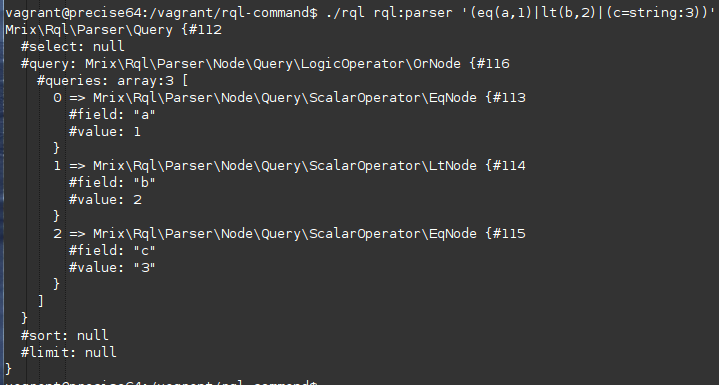 vagrant@precise64:/vagrant/rql-command$ ./rql rql:parser '(eq(a,1)|lt(b,2)|(c=string:3))'
Mrix\Rql\Parser\Query {#112
  #select: null
  #query: Mrix\Rql\Parser\Node\Query\LogicOperator\OrNode {#116
    #queries: array:3 [
      0 => Mrix\Rql\Parser\Node\Query\ScalarOperator\EqNode {#113
        #field: "a"
        #value: 1
      }
      1 => Mrix\Rql\Parser\Node\Query\ScalarOperator\LtNode {#114
        #field: "b"
        #value: 2
      }
      2 => Mrix\Rql\Parser\Node\Query\ScalarOperator\EqNode {#115
        #field: "c"
        #value: "3"
      }
    ]
  }
  #sort: null
  #limit: null
}
vagrant@precise64:/vagrant/rql-command$